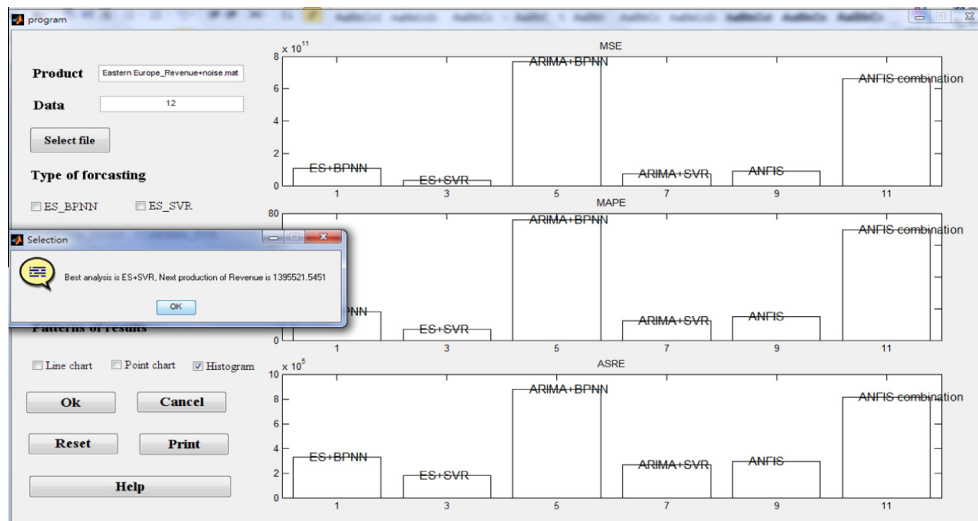 program
Product
Eastern Europe_Revenue+noise.mat
Data
12
Select file
Type of forcasting
ES_BPNN
ES_SVR
Selection
Best analysis is ES+SVR, Next production of Revenue is 1395521.5451
OK
Patterns of results
Line chart
Point chart
Histogram
Ok
Cancel
Reset
Print
Help
MSE
x 10^11
8
6
4
2
0
ES+BPNN
ES+SVR
ARIMA+BPNN
ARIMA+SVR
ANFIS
ANFIS combination
1 3 5 7 9 11
MAPE
80
0
ES+SVR
ARIMA+BPNN
ARIMA+SVR
ANFIS
ANFIS combination
1 3 5 7 9 11
ASRE
x 10^5
10
8
6
4
2
0
ES+BPNN
ES+SVR
ARIMA+BPNN
ARIMA+SVR
ANFIS
ANFIS combination
1 3 5 7 9 11